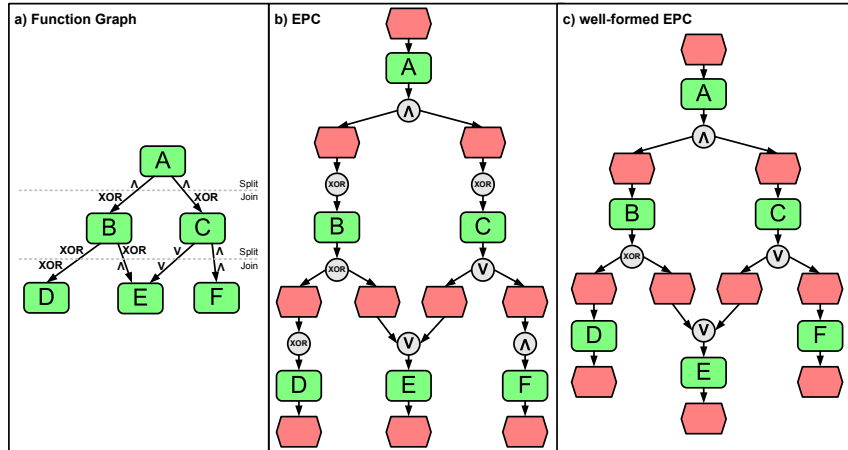 a) Function Graph
A
Λ Λ Split
XOR XOR Join
B C
XOR XOR V Λ Split
XOR Λ V Λ Join
D E F
b) EPC
A
Λ
XOR XOR
B C
XOR V
XOR V Λ
D E F
c) well-formed EPC
A
Λ
B C
XOR V
D V F
E